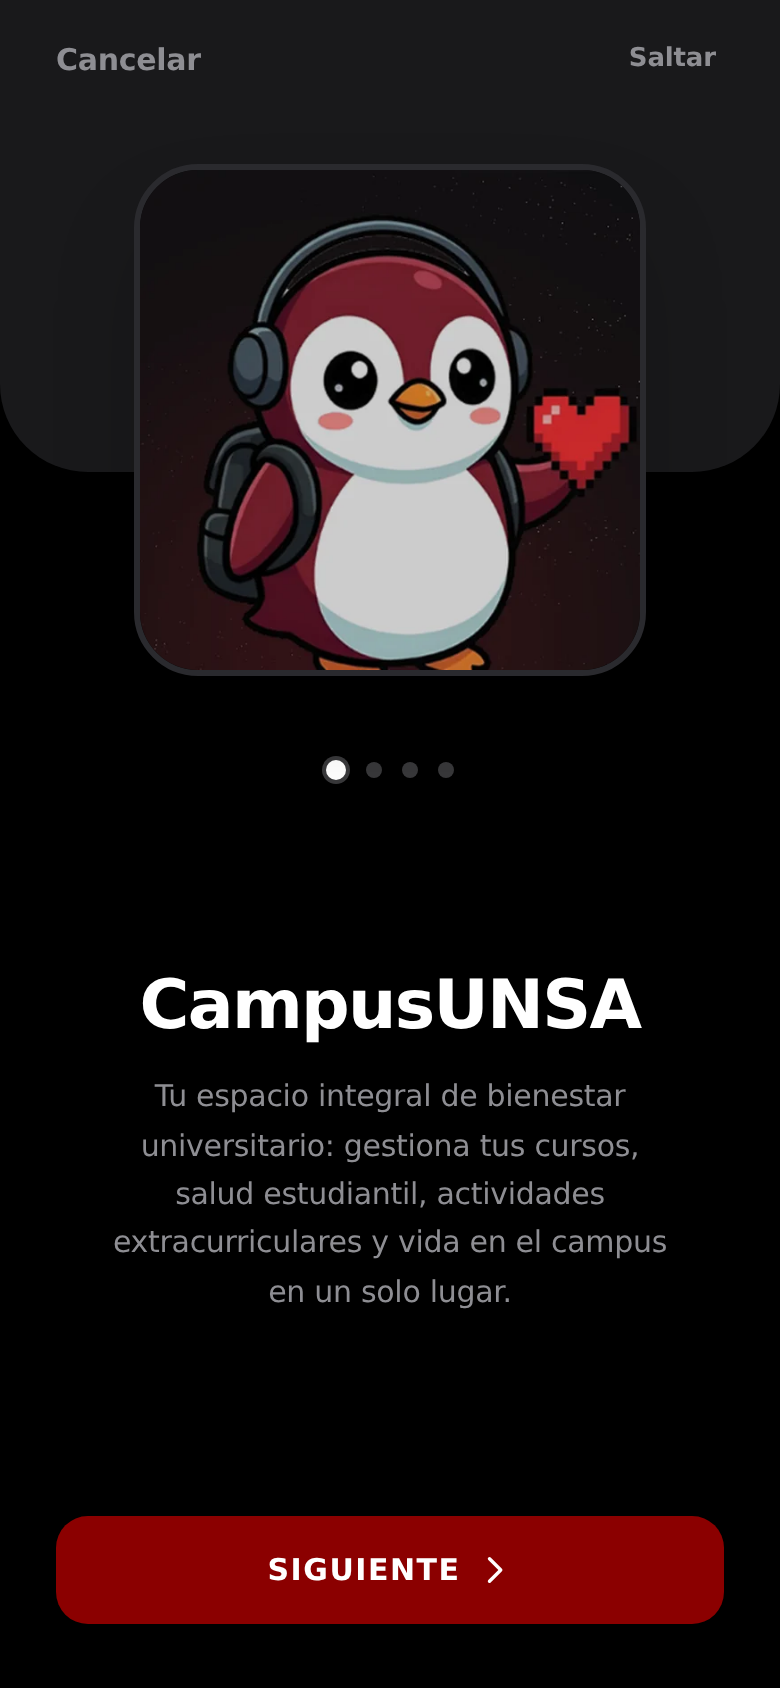 Cancelar
Saltar
CampusUNSA
Tu espacio integral de bienestar
universitario: gestiona tus cursos,
salud estudiantil, actividades
extracurriculares y vida en el campus
en un solo lugar.
SIGUIENTE